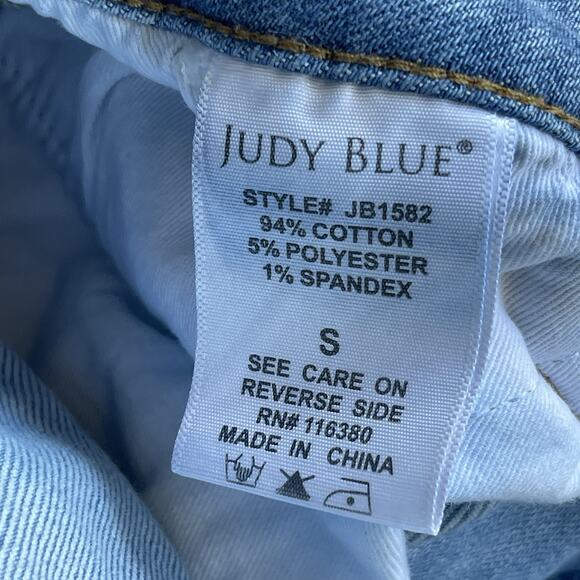 JUDY BLUE®
STYLE# JB1582
94% COTTON
5% POLYESTER
1% SPANDEX
S
SEE CARE ON
REVERSE SIDE
RN# 116380
MADE IN CHINA